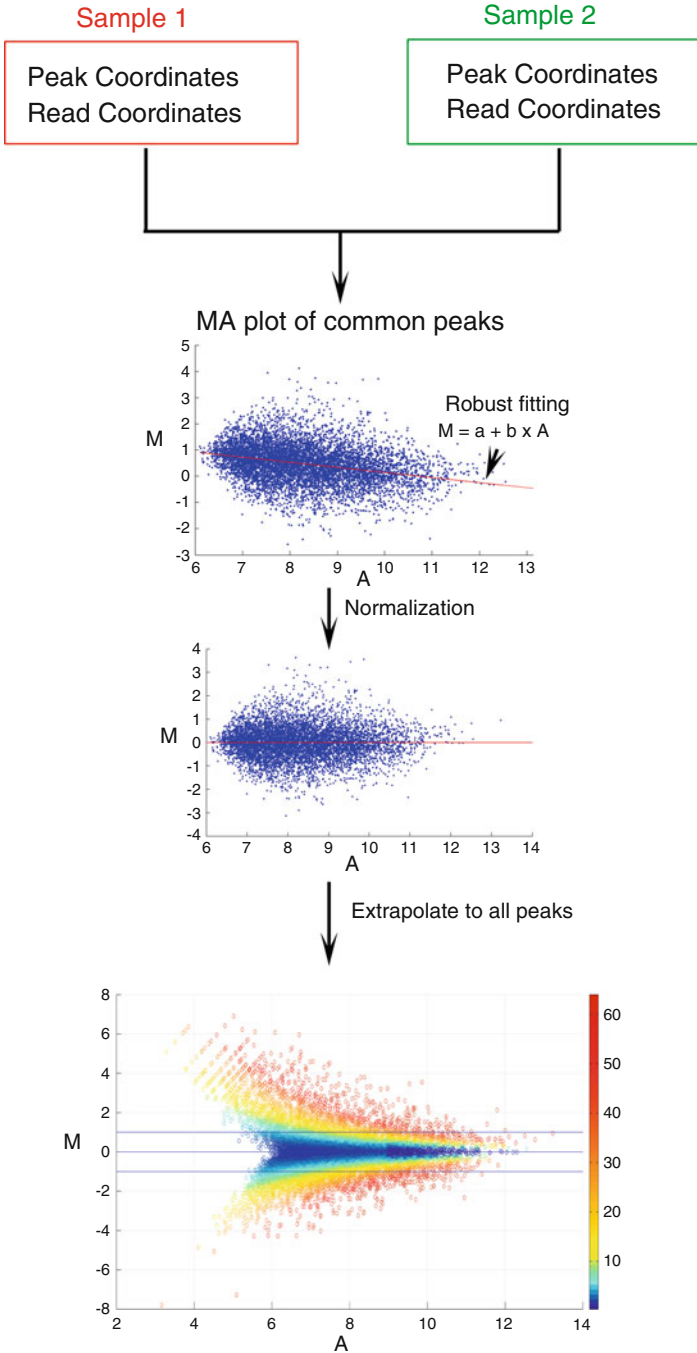 Sample 1
Sample 2
Peak Coordinates
Read Coordinates
Peak Coordinates
Read Coordinates
MA plot of common peaks
5
4
3
2
1
0
-1
-2
-3
M
Robust fitting
M = a + b x A
6 7 8 9 10 11 12 13
A
Normalization
4
3
2
1
0
-1
-2
-3
-4
M
6 7 8 9 10 11 12 13 14
A
Extrapolate to all peaks
8
6
4
2
0
-2
-4
-6
-8
M
2 4 6 8 10 12 14
A
60
50
40
30
20
10